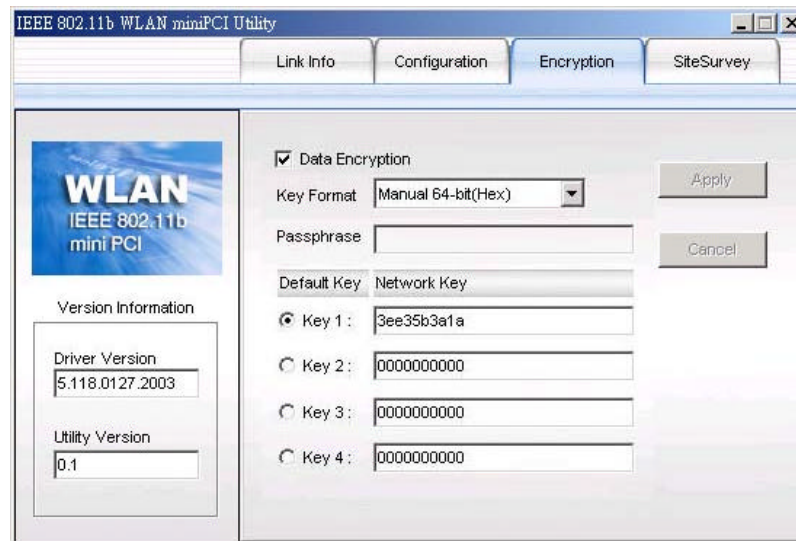 IEEE 802.11b WLAN miniPCI Utility
Link Info
Configuration
Encryption
SiteSurvey
WLAN
IEEE 802.11b
mini PCI
Version Information
Driver Version
5.118.0127.2003
Utility Version
0.1
Data Encryption
Key Format Manual 64-bit(Hex)
Passphrase
Apply
Cancel
Default Key Network Key
Key 1 : 3ee35b3a1a
Key 2 : 0000000000
Key 3 : 0000000000
Key 4 : 0000000000